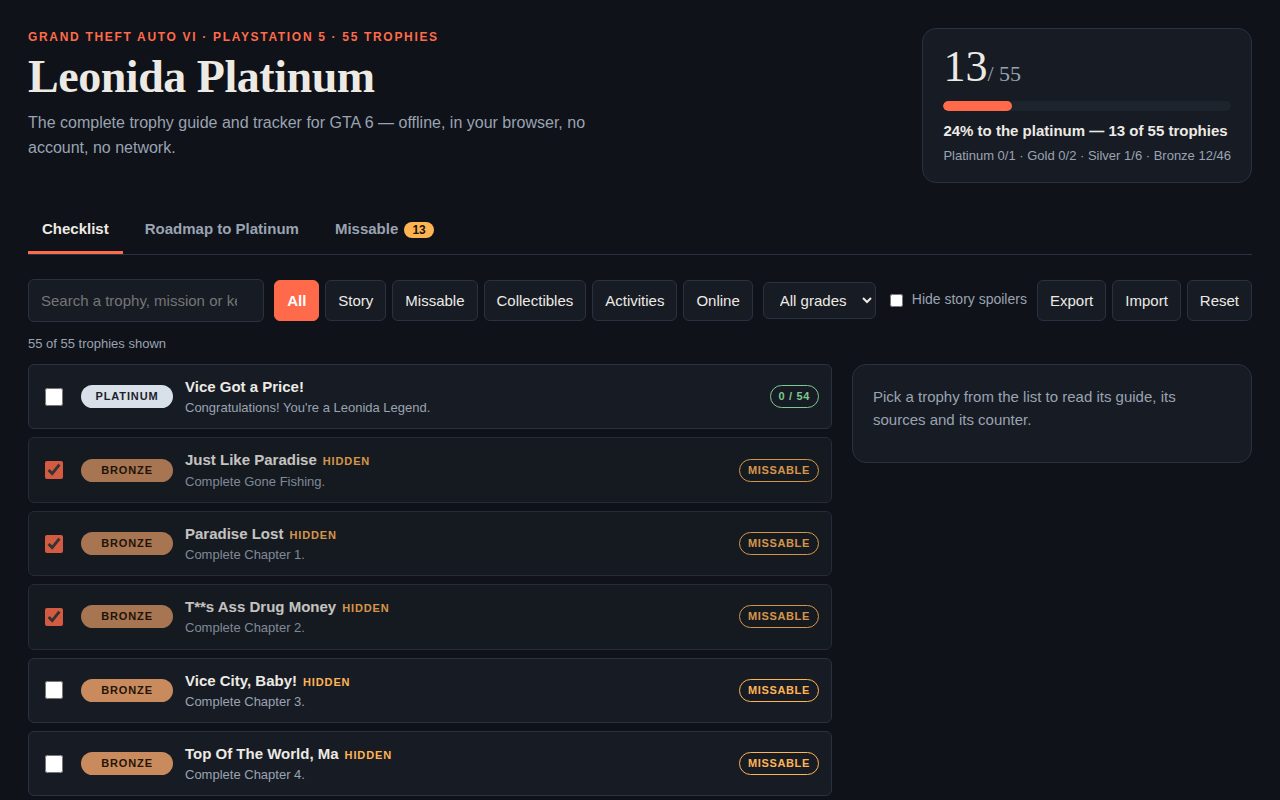 GRAND THEFT AUTO VI · PLAYSTATION 5 · 55 TROPHIES
Leonida Platinum
The complete trophy guide and tracker for GTA 6 — offline, in your browser, no
account, no network.
13/ 55
24% to the platinum — 13 of 55 trophies
Platinum 0/1 · Gold 0/2 · Silver 1/6 · Bronze 12/46
Checklist Roadmap to Platinum Missable 13
Search a trophy, mission or ke All Story Missable Collectibles Activities Online All grades Hide story spoilers Export Import Reset
55 of 55 trophies shown
PLATINUM Vice Got a Price! 0 / 54
Congratulations! You're a Leonida Legend.
BRONZE Just Like Paradise HIDDEN MISSABLE
Complete Gone Fishing.
BRONZE Paradise Lost HIDDEN MISSABLE
Complete Chapter 1.
BRONZE T**s Ass Drug Money HIDDEN MISSABLE
Complete Chapter 2.
BRONZE Vice City, Baby! HIDDEN MISSABLE
Complete Chapter 3.
BRONZE Top Of The World, Ma HIDDEN MISSABLE
Complete Chapter 4.
Pick a trophy from the list to read its guide, its
sources and its counter.